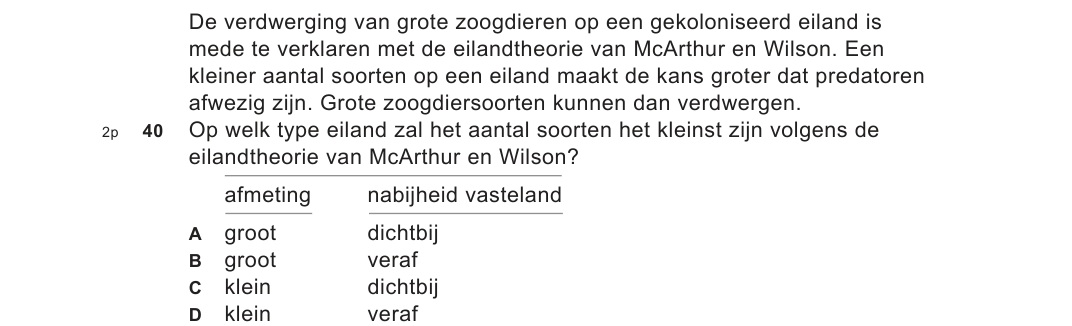 De verdwerging van grote zoogdieren op een gekoloniseerd eiland is
mede te verklaren met de eilandtheorie van McArthur en Wilson. Een
kleiner aantal soorten op een eiland maakt de kans groter dat predatoren
afwezig zijn. Grote zoogdiersoorten kunnen dan verdwergen.
2p 40 Op welk type eiland zal het aantal soorten het kleinst zijn volgens de
eilandtheorie van McArthur en Wilson?
afmeting nabijheid vasteland
A groot dichtbij
B groot veraf
C klein dichtbij
D klein veraf